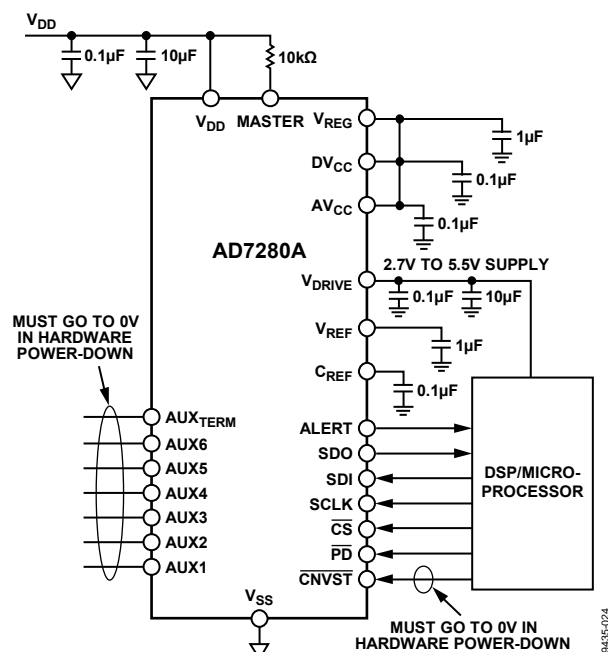 VDD
0.1µF
10µF
10kΩ
VDD
MASTER
VREG
1µF
DVCC
0.1µF
AVCC
0.1µF
AD7280A
2.7V TO 5.5V SUPPLY
VDRIVE
0.1µF
10µF
MUST GO TO 0V
IN HARDWARE
POWER-DOWN
VREF
1µF
CREF
0.1µF
AUXTERM
AUX6
AUX5
AUX4
AUX3
AUX2
AUX1
ALERT
SDO
SDI
SCLK
CS
PD
CNVST
DSP/MICRO-
PROCESSOR
VSS
MUST GO TO 0V IN
HARDWARE POWER-DOWN
9435-024